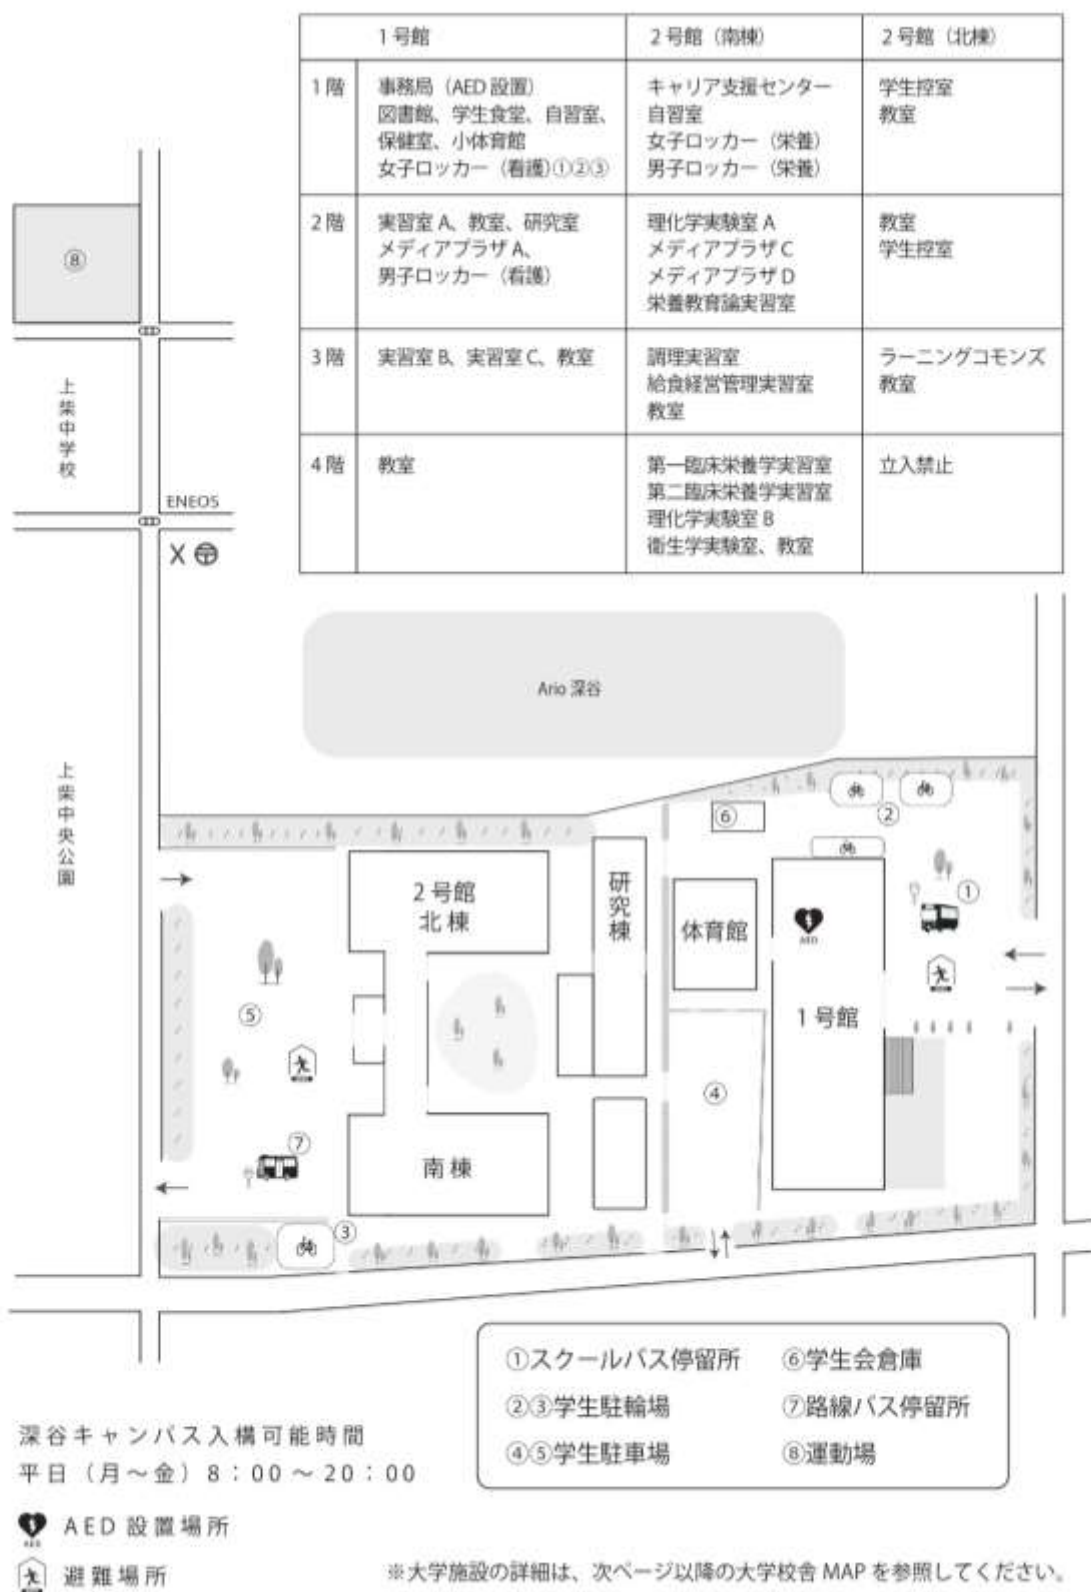 1号館
2号館（南棟）
2号館（北棟）
1階
事務局（AED 設置）
図書館、学生食堂、自習室、
保健室、小体育館
女子ロッカー（看護）①②③
キャリア支援センター
自習室
女子ロッカー（栄養）
男子ロッカー（栄養）
学生控室
教室
2階
実習室 A、教室、研究室
メディアプラザ A、
男子ロッカー（看護）
理化学実験室 A
メディアプラザ C
メディアプラザ D
栄養教育論実習室
教室
学生控室
3階
実習室 B、実習室 C、教室
調理実習室
給食経営管理実習室
教室
ラーニングコモンズ
教室
4階
教室
第一臨床栄養学実習室
第二臨床栄養学実習室
理化学実験室 B
衛生学実験室、教室
立入禁止
⑧
上柴中学校
ENEOS
X
上柴中央公園
Ario 深谷
⑥
②
2号館
北棟
研究棟
体育館
AED
①
1号館
⑤
④
⑦
南棟
③
①スクールバス停留所
⑥学生会倉庫
②③学生駐輪場
⑦路線バス停留所
④⑤学生駐車場
⑧運動場
深谷キャンパス入構可能時間
平日（月～金）8：00～20：00
AED
AED 設置場所
避難場所
※大学施設の詳細は、次ページ以降の大学校舎 MAP を参照してください。